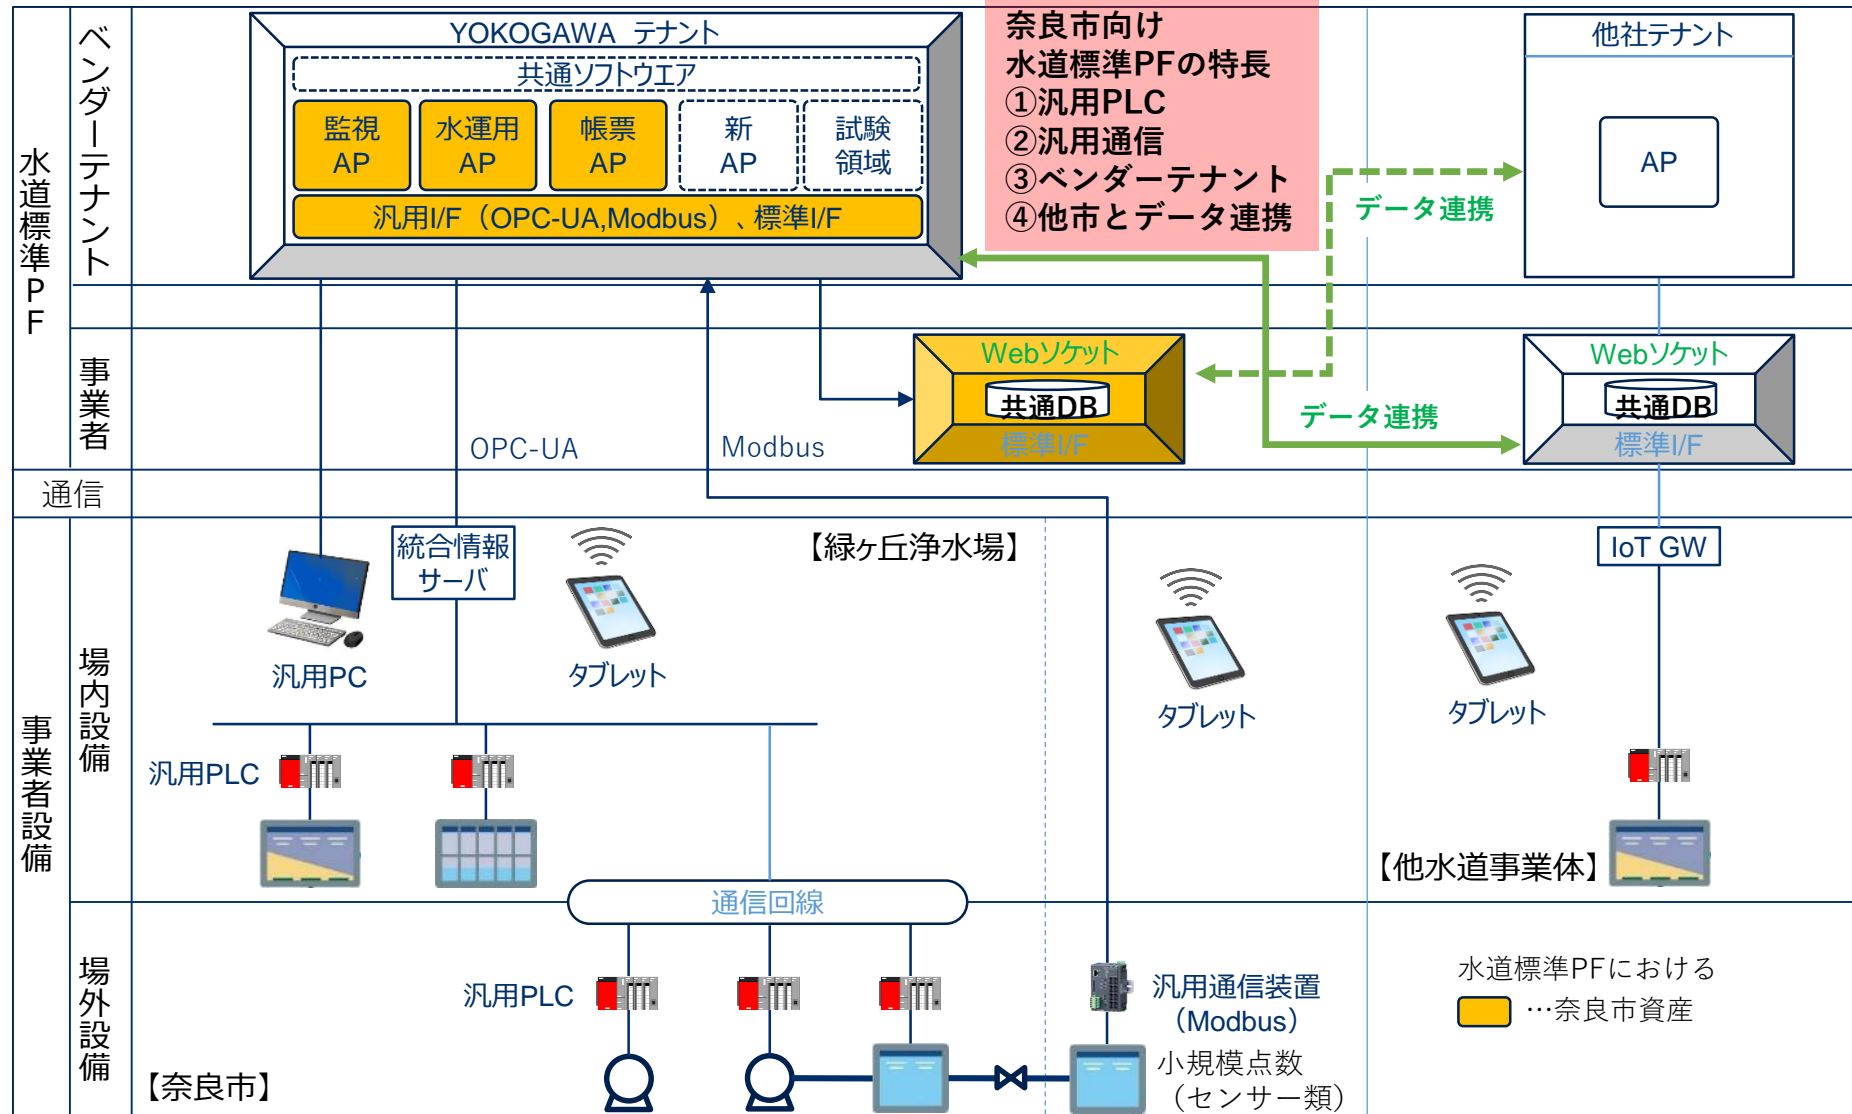 水道標準PF
ベンダーテナント
YOKOGAWA テナント
共通ソフトウエア
監視
AP
水運用
AP
帳票
AP
新
AP
試験
領域
汎用I/F（OPC-UA,Modbus）、標準I/F
奈良市向け
水道標準PFの特長
①汎用PLC
②汎用通信
③ベンダーテナント
④他市とデータ連携
他社テナント
AP
データ連携
事業者
Webソケット
共通DB
標準I/F
データ連携
Webソケット
共通DB
標準I/F
OPC-UA
Modbus
通信
事業者設備
場内設備
統合情報
サーバ
【緑ヶ丘浄水場】
IoT GW
汎用PC
タブレット
タブレット
タブレット
汎用PLC
【他水道事業体】
通信回線
場外設備
汎用PLC
汎用通信装置
（Modbus）
小規模点数
（センサー類）
【奈良市】
水道標準PFにおける
…奈良市資産